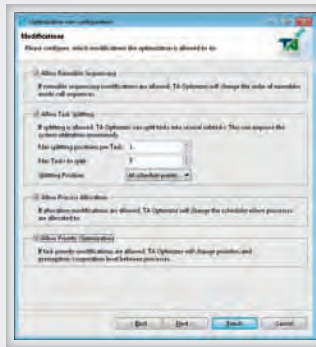 Optimization run configuration
Modifications
Please configure, which modifications the optimization is allowed to do.
TA
Allow Runnable Sequencing
If runnable sequencing modifications are allowed, TA Optimizer will change the order of runnables inside call sequences.
Allow Task Splitting
If splitting is allowed, TA Optimizer can split tasks into several subtasks. This can improve the system utilization enormously.
Max splitting positions per Task: 1
Max Tasks to split:
Splitting Position: At schedule points
Allow Process Allocation
If allocation modifications are allowed, TA Optimizer will change the scheduler where processes are allocated to.
Allow Priority Optimization
If task priority modifications are allowed, TA Optimizer will change priorities and preemption/cooperation level between processes.
Back
Next
Finish
Cancel